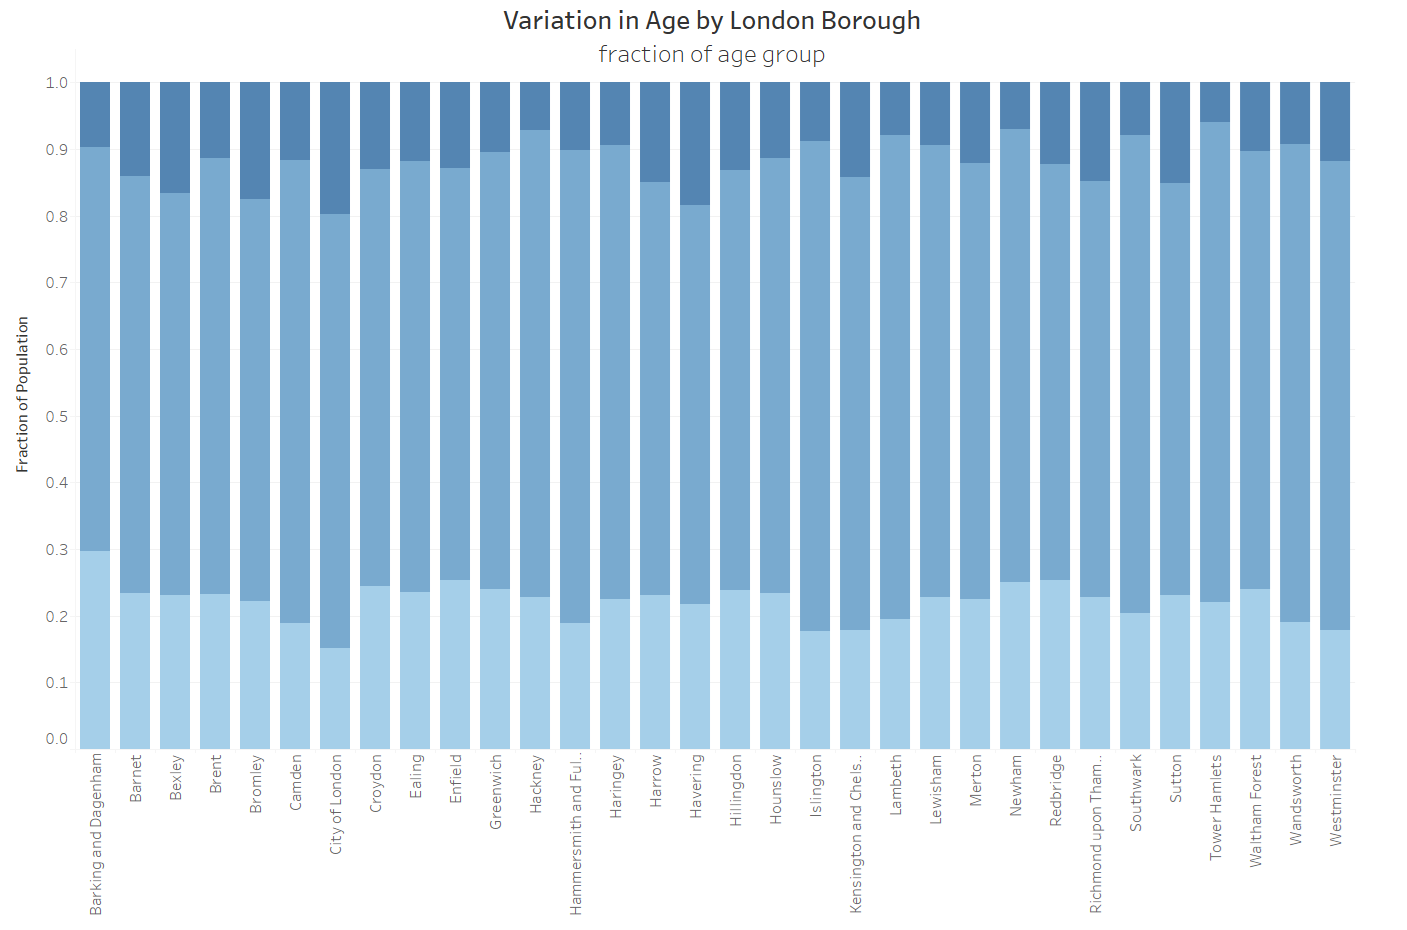 Variation in Age by London Borough
fraction of age group
Fraction of Population
1.0
0.9
0.8
0.7
0.6
0.5
0.4
0.3
0.2
0.1
0.0
Barking and Dagenham
Barnet
Bexley
Brent
Bromley
Camden
City of London
Croydon
Ealing
Enfield
Greenwich
Hackney
Hammersmith and Ful..
Haringey
Harrow
Havering
Hillingdon
Hounslow
Islington
Kensington and Chels..
Lambeth
Lewisham
Merton
Newham
Redbridge
Richmond upon Tham..
Southwark
Sutton
Tower Hamlets
Waltham Forest
Wandsworth
Westminster